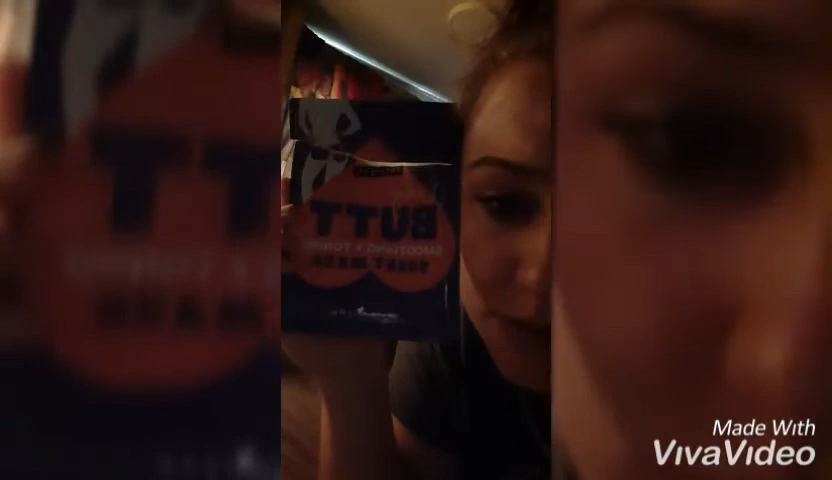 BUTT
SMOOTHING & TONING
SHEET MASK
Made With
VivaVideo